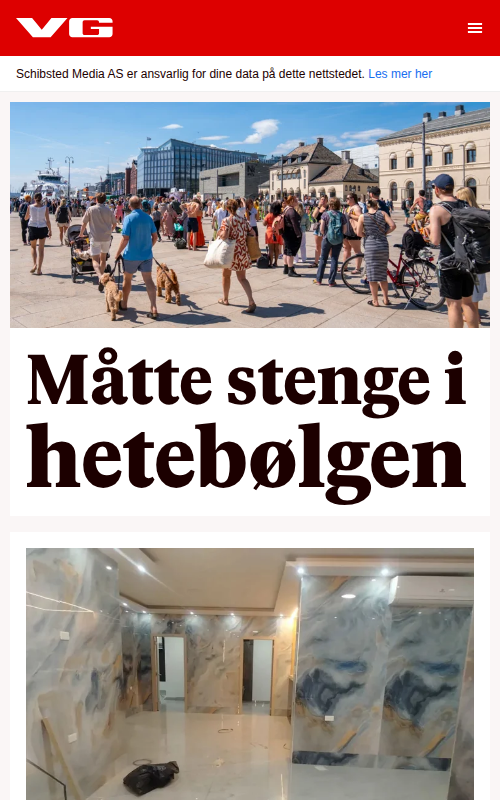 VG
Schibsted Media AS er ansvarlig for dine data på dette nettstedet. Les mer her
Måtte stenge i
hetebølgen